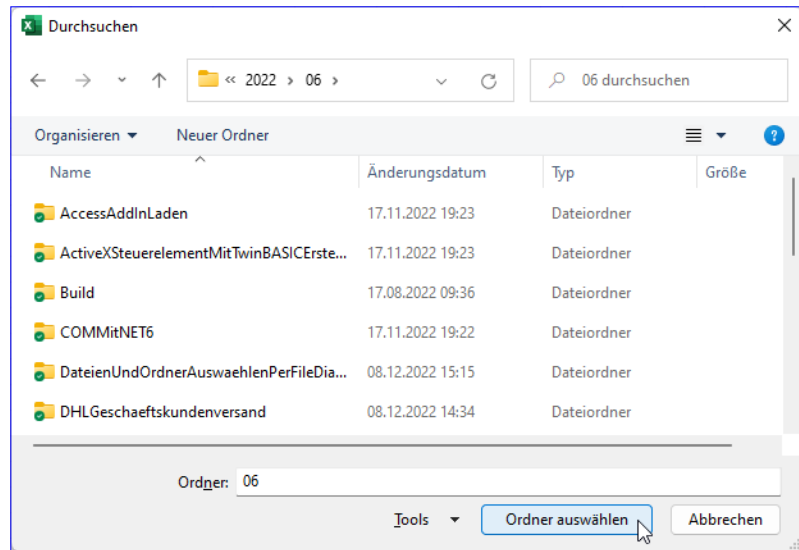 Durchsuchen
« 2022 > 06 > 06 durchsuchen
Organisieren Neuer Ordner ?
Name Änderungsdatum Typ Größe
AccessAddInLaden 17.11.2022 19:23 Dateiordner
ActiveXSteuerelementMitTwinBASICErste... 17.11.2022 19:23 Dateiordner
Build 17.08.2022 09:36 Dateiordner
COMMitNET6 17.11.2022 19:22 Dateiordner
DateienUndOrdnerAuswaehlenPerFileDia... 08.12.2022 15:15 Dateiordner
DHLGeschaeftskundenversand 08.12.2022 14:34 Dateiordner
Ordner: 06
Tools Ordner auswählen Abbrechen